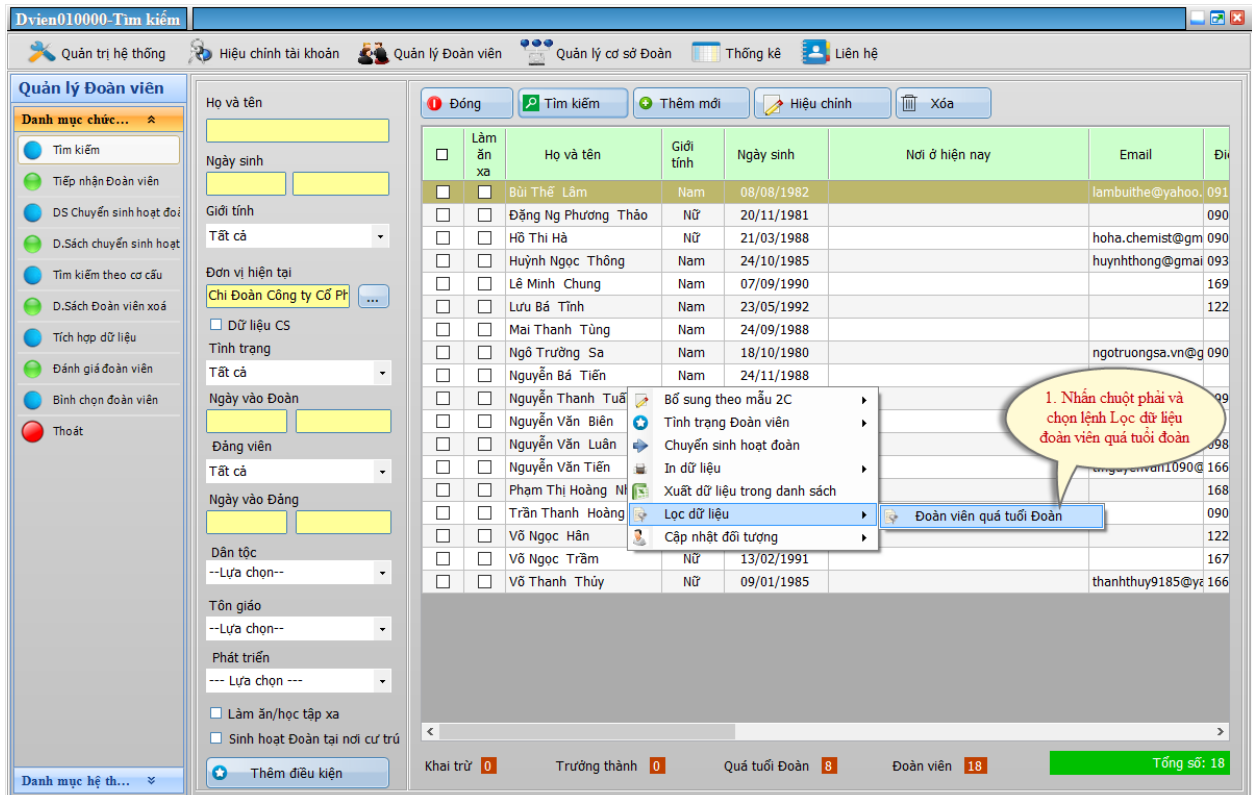 Dvien010000-Tìm kiếm
Quản trị hệ thống Hiệu chỉnh tài khoản Quản lý Đoàn viên Quản lý cơ sở Đoàn Thống kê Liên hệ
Quản lý Đoàn viên
Danh mục chức...
Tìm kiếm
Tiếp nhận Đoàn viên
DS Chuyển sinh hoạt đoà
D.Sách chuyển sinh hoạt
Tìm kiếm theo cơ cấu
D.Sách Đoàn viên xoá
Tích hợp dữ liệu
Đánh giá đoàn viên
Bình chọn đoàn viên
Thoát
Danh mục hệ th...
Họ và tên
Ngày sinh
Giới tính
Tất cả
Đơn vị hiện tại
Chi Đoàn Công ty Cổ Ph ...
Dữ liệu CS
Tình trạng
Tất cả
Ngày vào Đoàn
Đảng viên
Tất cả
Ngày vào Đảng
Dân tộc
--Lựa chọn--
Tôn giáo
--Lựa chọn--
Phát triển
--- Lựa chọn ---
Làm ăn/học tập xa
Sinh hoạt Đoàn tại nơi cư trú
Thêm điều kiện
Đóng Tìm kiếm Thêm mới Hiệu chỉnh Xóa
Làm ăn xa Họ và tên Giới tính Ngày sinh Nơi ở hiện nay Email Điệ
Bùi Thế Lâm Nam 08/08/1982 lambuithe@yahoo. 091
Đặng Ng Phương Thảo Nữ 20/11/1981 090
Hồ Thi Hà Nữ 21/03/1988 hoha.chemist@gm 090
Huỳnh Ngọc Thông Nam 24/10/1985 huynhthong@gmai 093
Lê Minh Chung Nam 07/09/1990 169
Lưu Bá Tĩnh Nam 23/05/1992 122
Mai Thanh Tùng Nam 24/09/1988
Ngô Trường Sa Nam 18/10/1980 ngotruongsa.vn@g 090
Nguyễn Bá Tiến Nam 24/11/1988
Nguyễn Thanh Tuấ
Nguyễn Văn Biên
Nguyễn Văn Luân 098
Nguyễn Văn Tiến 166
Phạm Thị Hoàng Nh 168
Trần Thanh Hoàng 090
Võ Ngọc Hân 122
Võ Ngọc Trầm Nữ 13/02/1991 167
Võ Thanh Thúy Nữ 09/01/1985 thanhthuy9185@ya 166
Bổ sung theo mẫu 2C
Tình trạng Đoàn viên
Chuyển sinh hoạt đoàn
In dữ liệu
Xuất dữ liệu trong danh sách
Lọc dữ liệu
Cập nhật đối tượng
Đoàn viên quá tuổi Đoàn
1. Nhấn chuột phải và
chọn lệnh Lọc dữ liệu
đoàn viên quá tuổi đoàn
Khai trừ 0 Trưởng thành 0 Quá tuổi Đoàn 8 Đoàn viên 18 Tổng số: 18